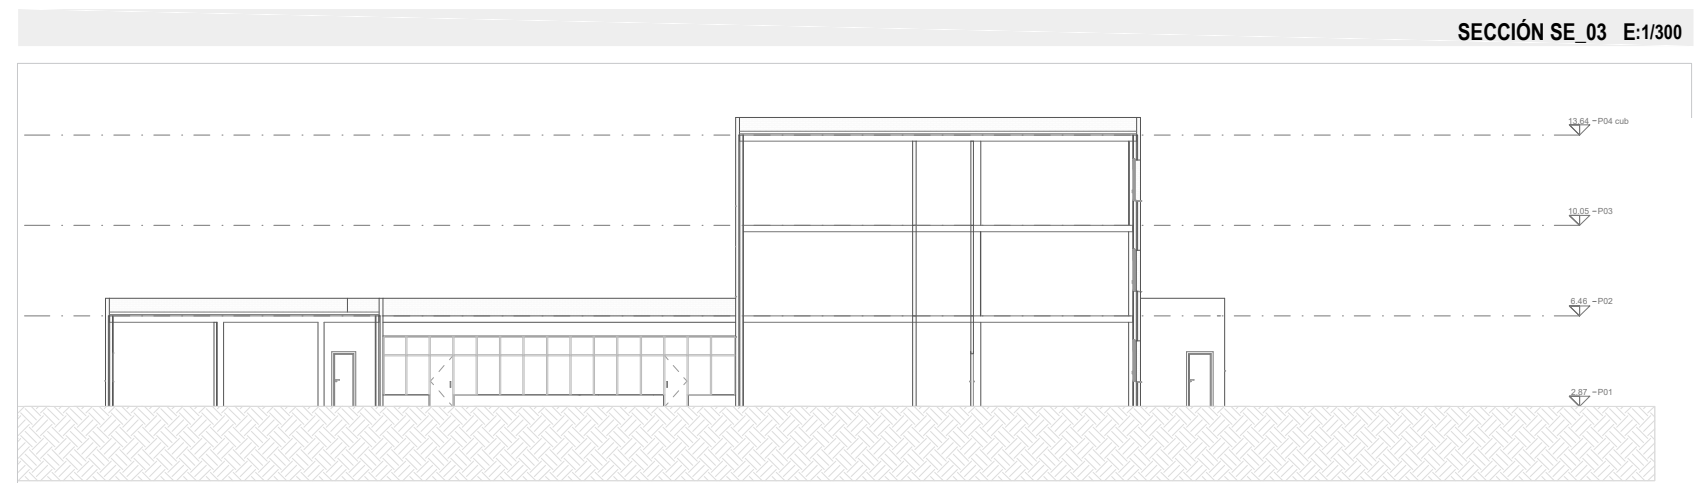 SECCIÓN SE_03 E:1/300
13.64 -P04 cub
10.05 -P03
6.46 -P02
2.87 -P01